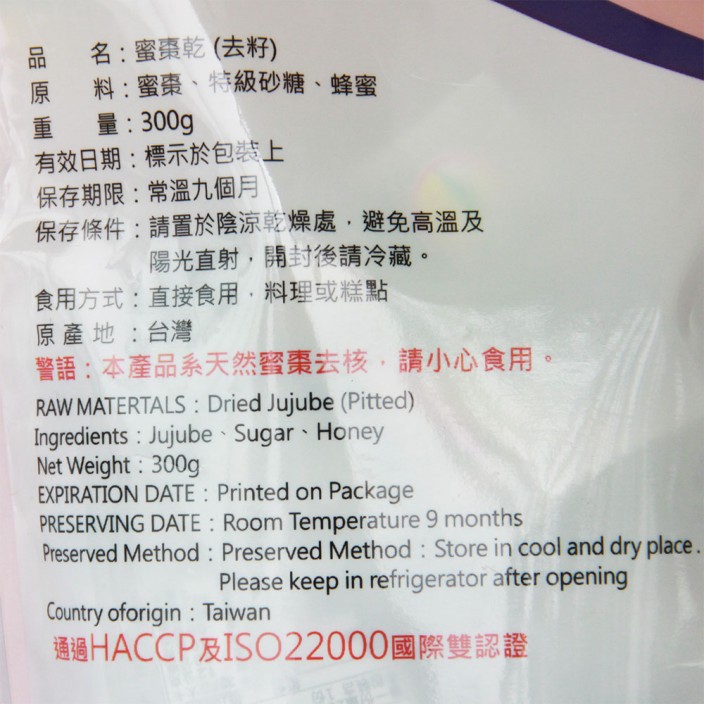 品　　名：蜜棗乾(去籽)
原　　料：蜜棗、特級砂糖、蜂蜜
重　　量：300g
有效日期：標示於包裝上
保存期限：常溫九個月
保存條件：請置於陰涼乾燥處，避免高溫及
陽光直射，開封後請冷藏。
食用方式：直接食用，料理或糕點
原 產 地 ：台灣
警語：本產品系天然蜜棗去核，請小心食用。
RAW MATERTALS：Dried Jujube (Pitted)
Ingredients：Jujube、Sugar、Honey
Net Weight：300g
EXPIRATION DATE：Printed on Package
PRESERVING DATE：Room Temperature 9 months
Preserved Method：Preserved Method：Store in cool and dry place.
Please keep in refrigerator after opening
Country oforigin：Taiwan
通過HACCP及ISO22000國際雙認證